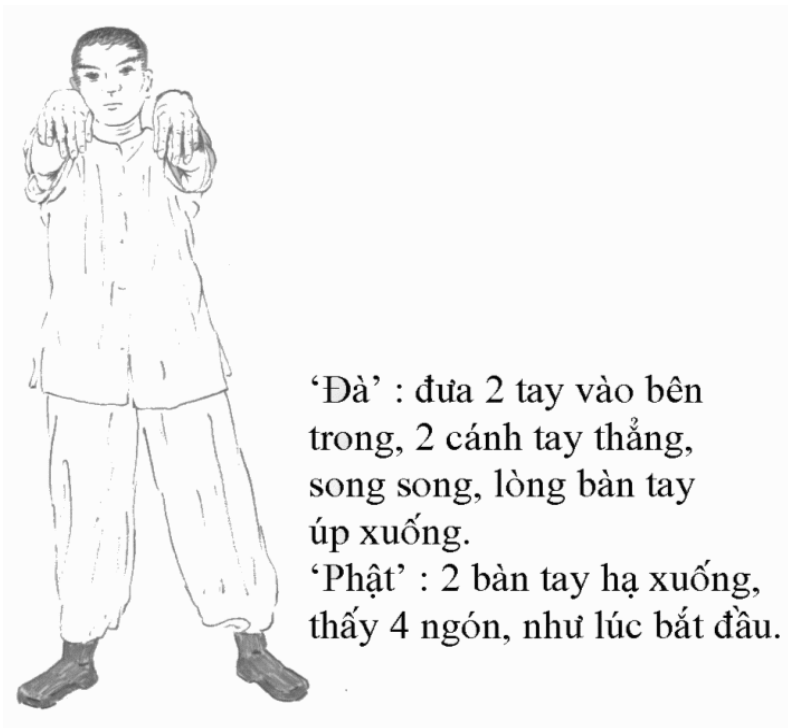 ‘Đà’ : đưa 2 tay vào bên
trong, 2 cánh tay thẳng,
song song, lòng bàn tay
úp xuống.
‘Phật’ : 2 bàn tay hạ xuống,
thấy 4 ngón, như lúc bắt đầu.